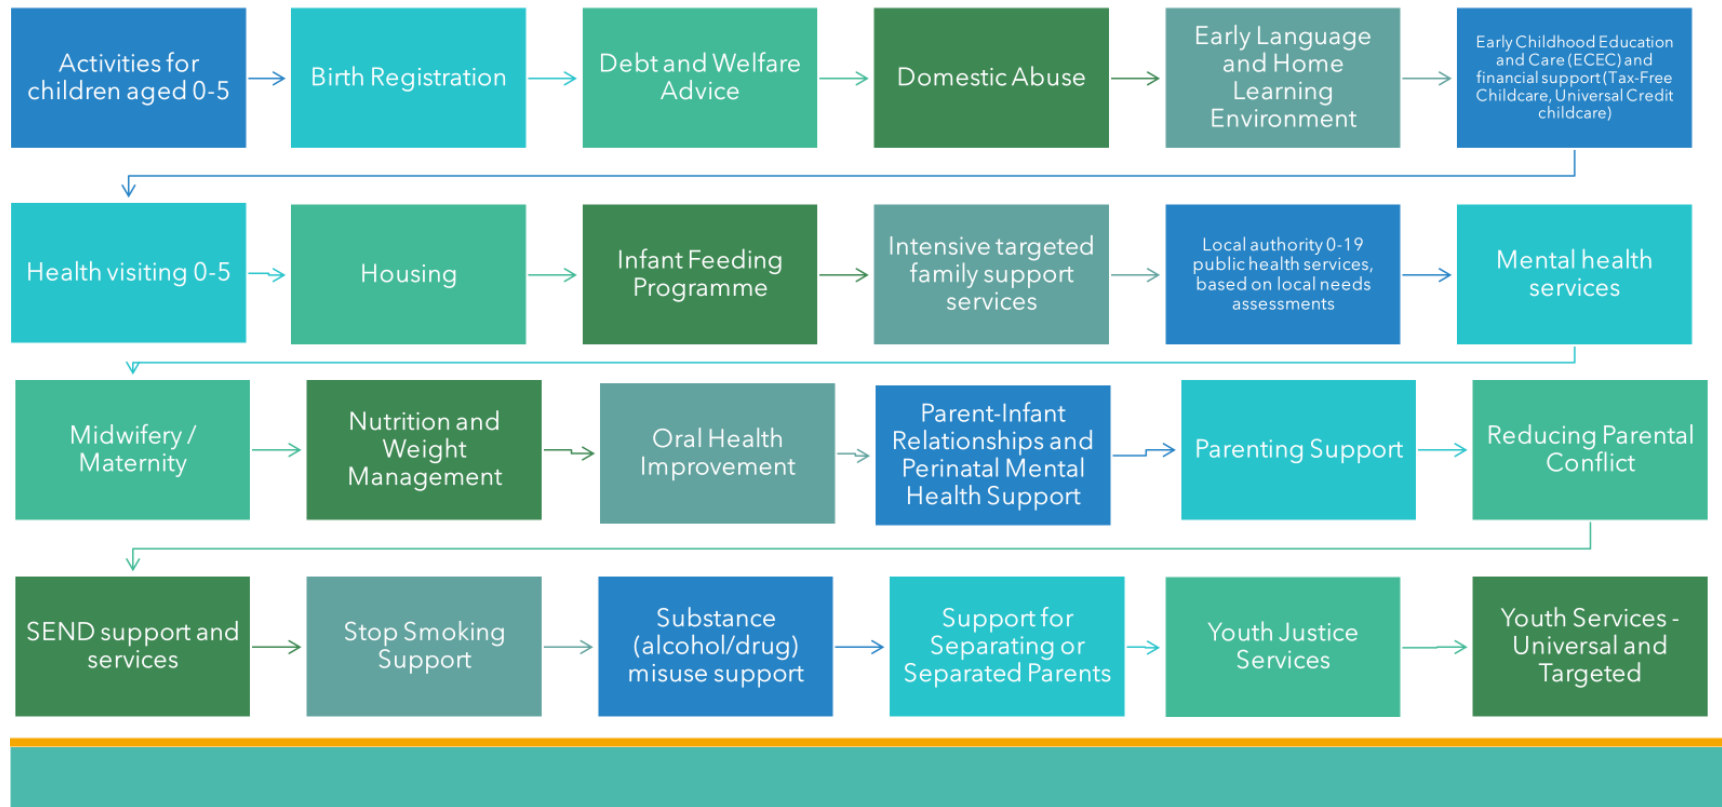 Activities for
children aged 0-5
Birth Registration
Debt and Welfare
Advice
Domestic Abuse
Early Language
and Home
Learning
Environment
Early Childhood Education
and Care (ECEC) and
financial support (Tax-Free
Childcare, Universal Credit
childcare)
Health visiting 0-5
Housing
Infant Feeding
Programme
Intensive targeted
family support
services
Local authority 0-19
public health services,
based on local needs
assessments
Mental health
services
Midwifery /
Maternity
Nutrition and
Weight
Management
Oral Health
Improvement
Parent-Infant
Relationships and
Perinatal Mental
Health Support
Parenting Support
Reducing Parental
Conflict
SEND support and
services
Stop Smoking
Support
Substance
(alcohol/drug)
misuse support
Support for
Separating or
Separated Parents
Youth Justice
Services
Youth Services -
Universal and
Targeted